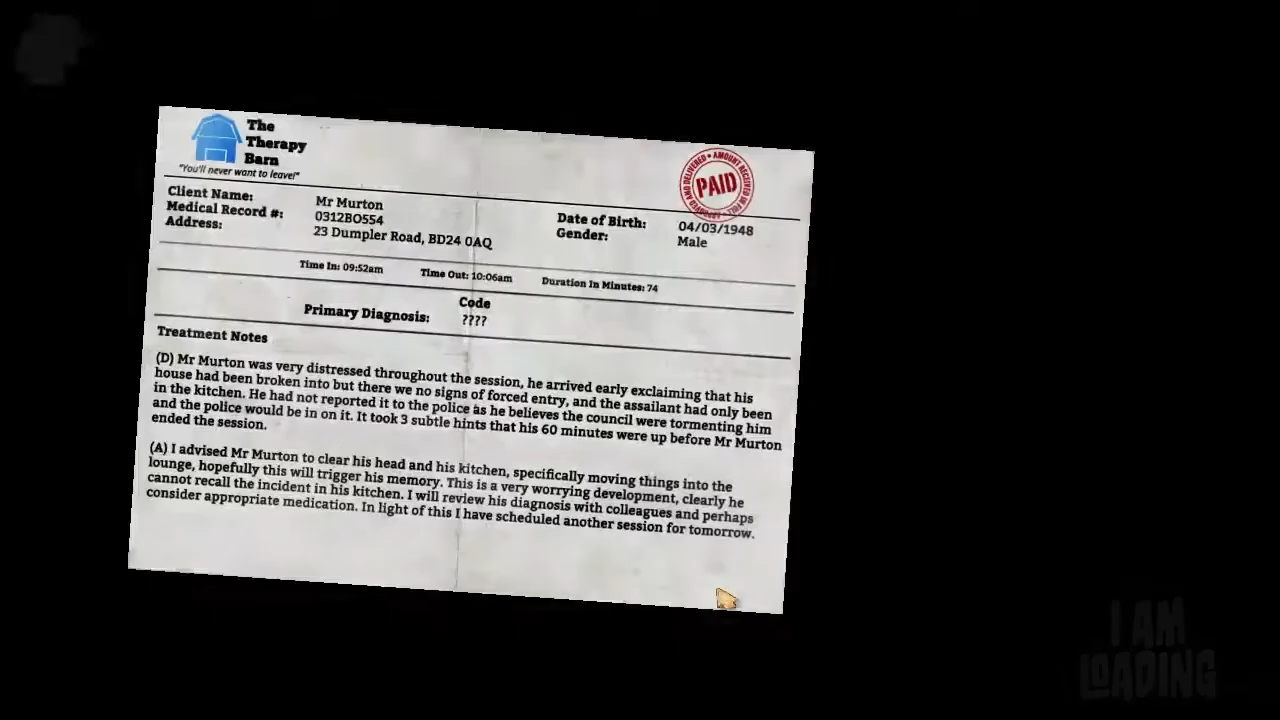 The
Therapy
Barn
"You'll never want to leave!"
PAID
Client Name: Mr Murton
Medical Record #: 0312BO554
Address: 23 Dumpler Road, BD24 0AQ
Date of Birth: 04/03/1948
Gender: Male
Time In: 09:52am Time Out: 10:06am Duration In Minutes: 74
Code
Primary Diagnosis: ????
Treatment Notes
(D) Mr Murton was very distressed throughout the session, he arrived early exclaiming that his
house had been broken into but there we no signs of forced entry, and the assailant had only been
in the kitchen. He had not reported it to the police as he believes the council were tormenting him
and the police would be in on it. It took 3 subtle hints that his 60 minutes were up before Mr Murton
ended the session.
(A) I advised Mr Murton to clear his head and his kitchen, specifically moving things into the
lounge, hopefully this will trigger his memory. This is a very worrying development, clearly he
cannot recall the incident in his kitchen. I will review his diagnosis with colleagues and perhaps
consider appropriate medication. In light of this I have scheduled another session for tomorrow.
I AM
LOADING